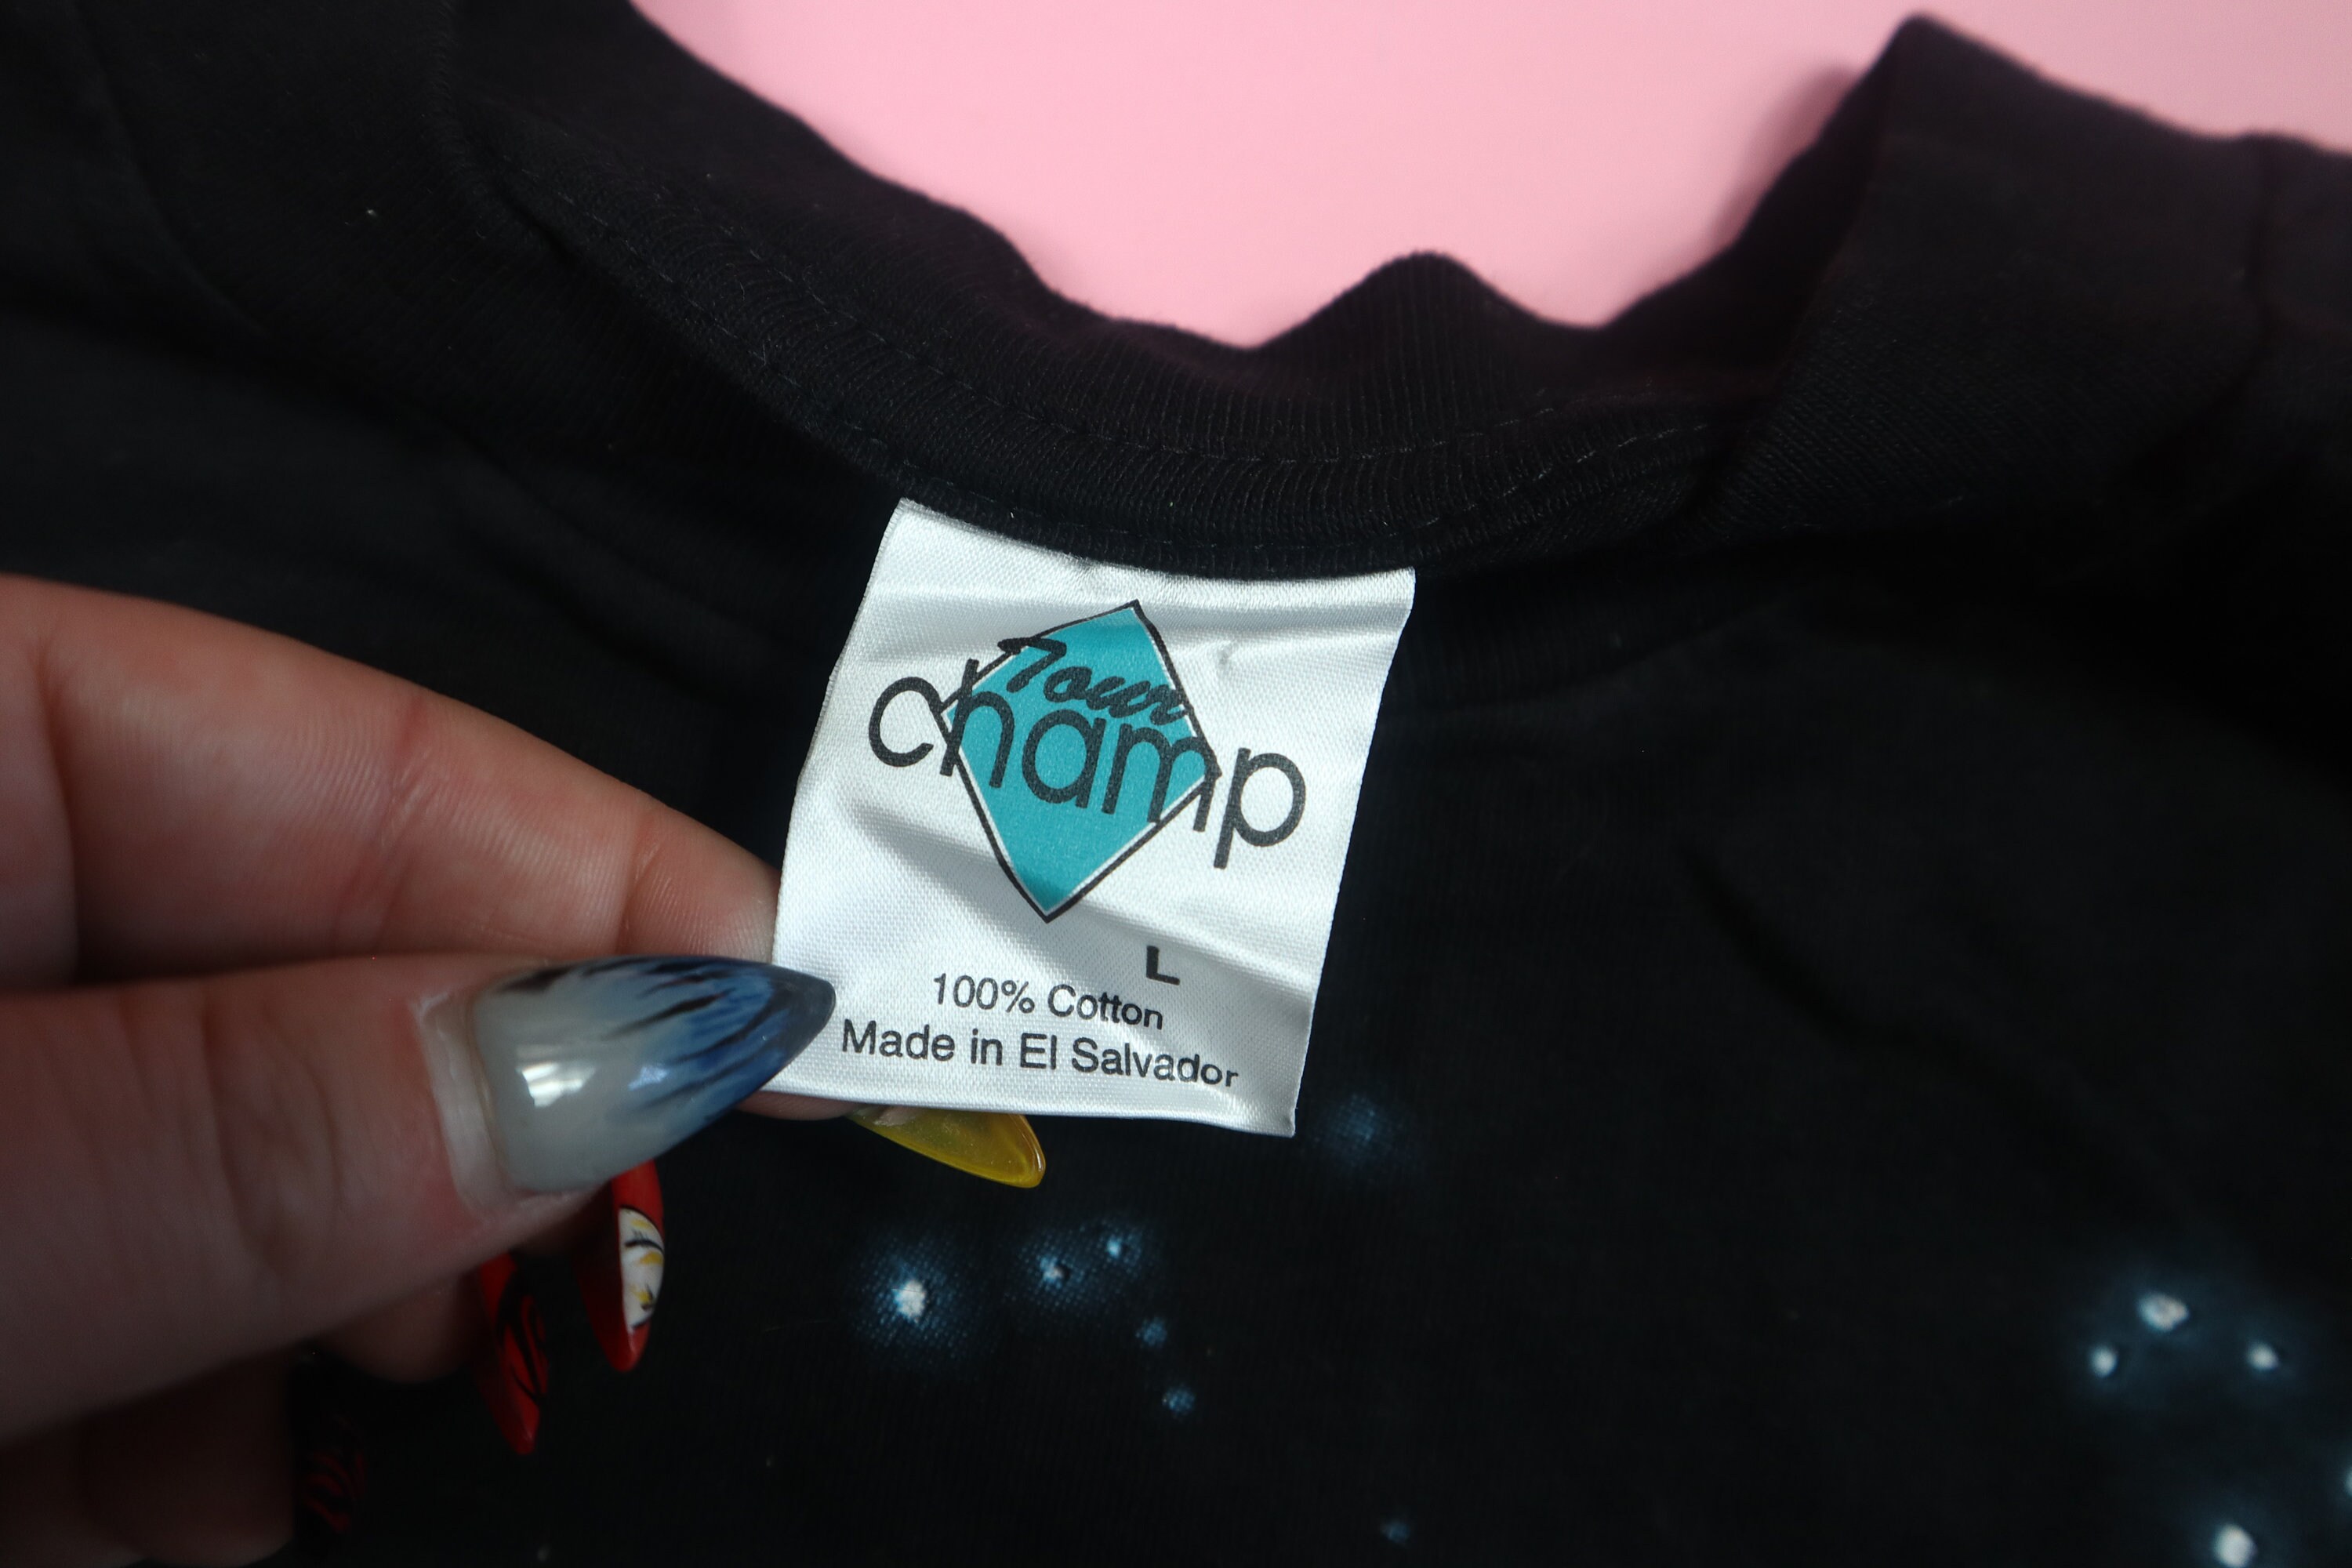 Tour
champ
L
100% Cotton
Made in El Salvador